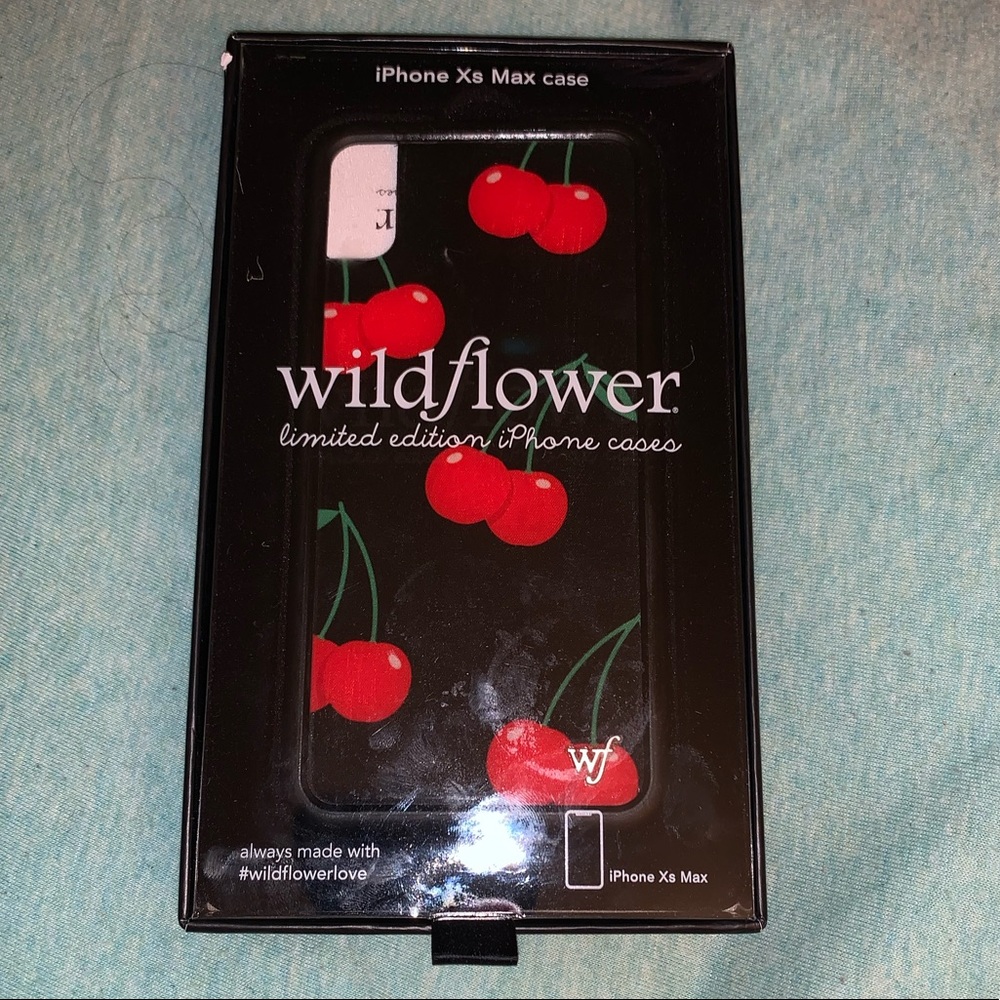 iPhone Xs Max case
wildflower®
limited edition iPhone cases
wf
always made with
#wildflowerlove
iPhone Xs Max